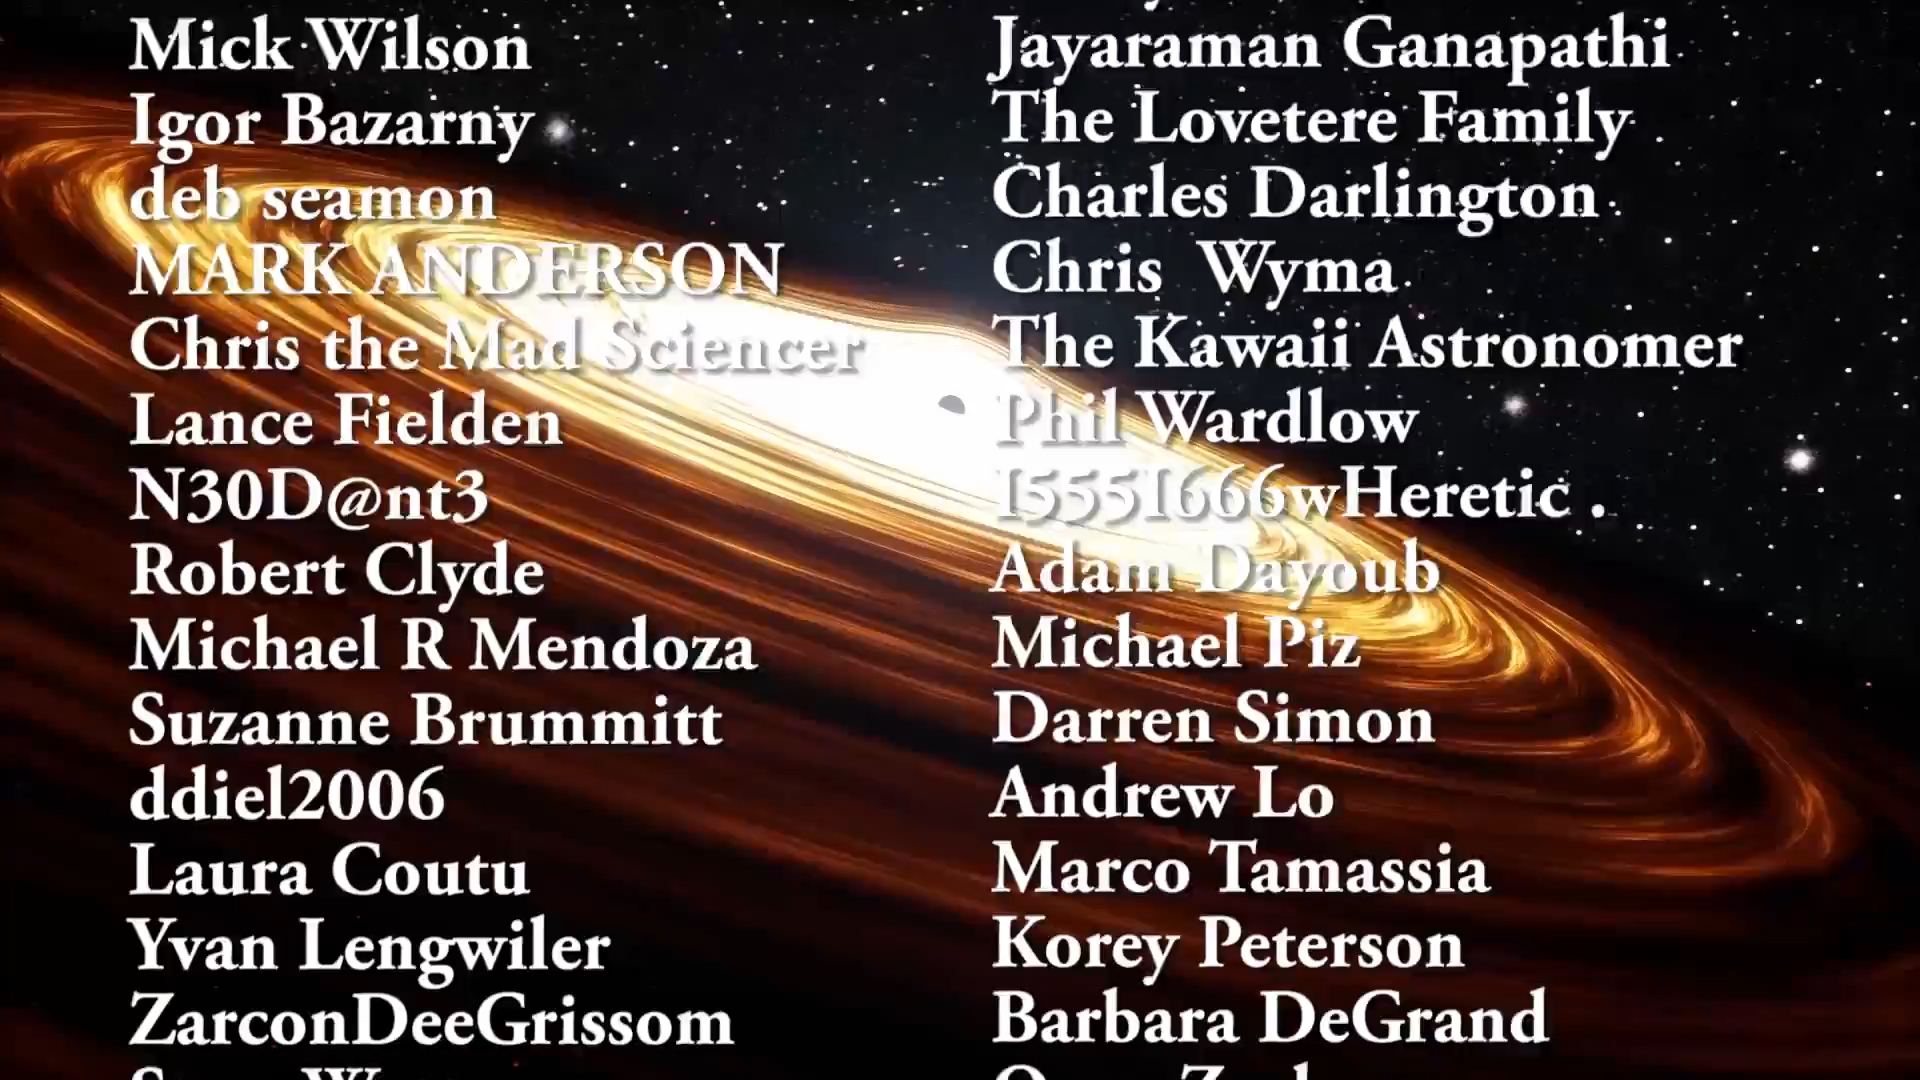 Mick Wilson
Igor Bazarny
deb seamon
MARK ANDERSON
Chris the Mad Sciencer
Lance Fielden
N30D@nt3
Robert Clyde
Michael R Mendoza
Suzanne Brummitt
ddiel2006
Laura Coutu
Yvan Lengwiler
ZarconDeeGrissom
Jayaraman Ganapathi
The Lovetere Family
Charles Darlington
Chris  Wyma
The Kawaii Astronomer
Phil Wardlow
I555I666wHeretic .
Adam Dayoub
Michael Piz
Darren Simon
Andrew Lo
Marco Tamassia
Korey Peterson
Barbara DeGrand